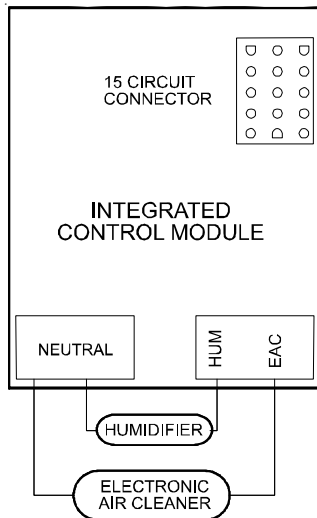 15 CIRCUIT
CONNECTOR
INTEGRATED
CONTROL MODULE
NEUTRAL
HUM
EAC
HUMIDIFIER
ELECTRONIC
AIR CLEANER